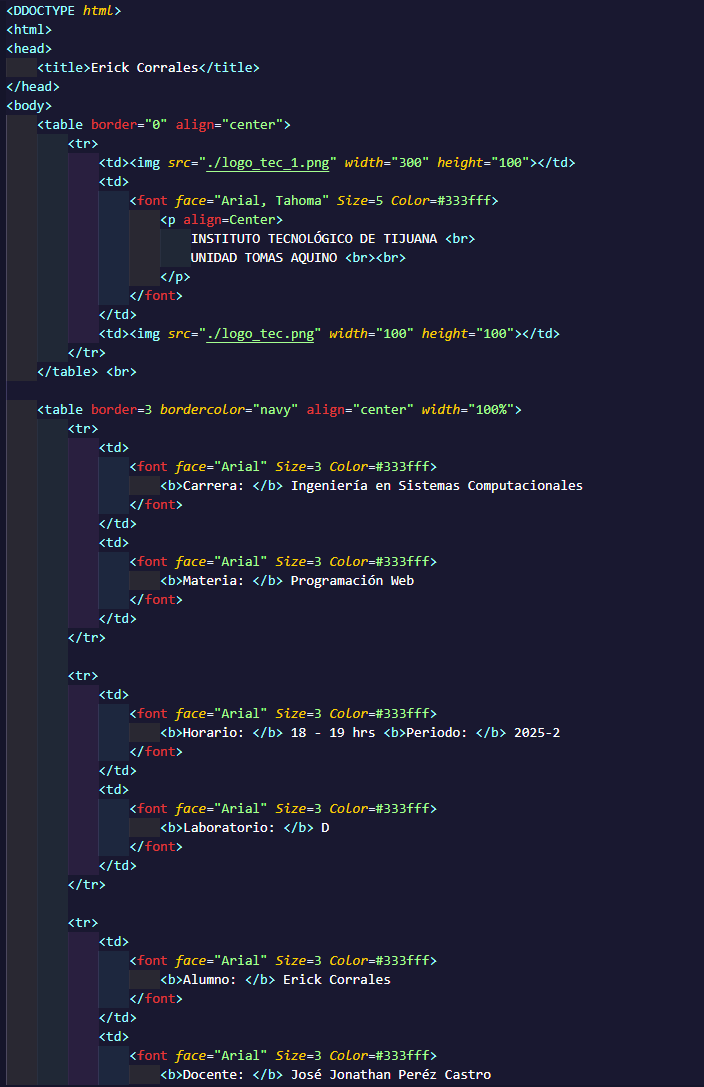 <DDOCTYPE html>
<html>
<head>
    <title>Erick Corrales</title>
</head>
<body>
    <table border="0" align="center">
        <tr>
            <td><img src="./logo_tec_1.png" width="300" height="100"></td>
            <td>
                <font face="Arial, Tahoma" Size=5 Color=#333fff>
                    <p align=Center>
                        INSTITUTO TECNOLÓGICO DE TIJUANA <br>
                        UNIDAD TOMAS AQUINO <br><br>
                    </p>
                </font>
            </td>
            <td><img src="./logo_tec.png" width="100" height="100"></td>
        </tr>
    </table> <br>

    <table border=3 bordercolor="navy" align="center" width="100%">
        <tr>
            <td>
                <font face="Arial" Size=3 Color=#333fff>
                    <b>Carrera: </b> Ingeniería en Sistemas Computacionales
                </font>
            </td>
            <td>
                <font face="Arial" Size=3 Color=#333fff>
                    <b>Materia: </b> Programación Web
                </font>
            </td>
        </tr>

        <tr>
            <td>
                <font face="Arial" Size=3 Color=#333fff>
                    <b>Horario: </b> 18 - 19 hrs <b>Periodo: </b> 2025-2
                </font>
            </td>
            <td>
                <font face="Arial" Size=3 Color=#333fff>
                    <b>Laboratorio: </b> D
                </font>
            </td>
        </tr>

        <tr>
            <td>
                <font face="Arial" Size=3 Color=#333fff>
                    <b>Alumno: </b> Erick Corrales
                </font>
            </td>
            <td>
                <font face="Arial" Size=3 Color=#333fff>
                    <b>Docente: </b> José Jonathan Peréz Castro